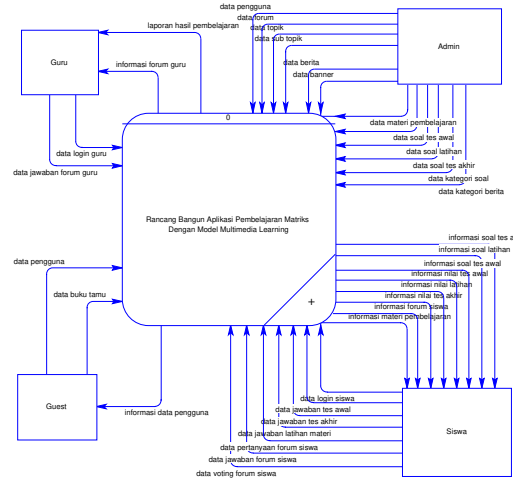 data pengguna
data forum
data topik
data sub topik
data berita
data banner
Admin
laporan hasil pembelajaran
Guru
informasi forum guru
data login guru
data jawaban forum guru
0
data materi pembelajaran
data soal tes awal
data soal latihan
data soal tes akhir
data kategori soal
data kategori berita
Rancang Bangun Aplikasi Pembelajaran Matriks
Dengan Model Multimedia Learning
+
informasi soal tes a
informasi soal latihan
informasi soal tes awal
informasi nilai tes awal
informasi nilai latihan
informasi nilai tes akhir
informasi forum siswa
informasi materi pembelajaran
data pengguna
data buku tamu
Guest
informasi data pengguna
data login siswa
data jawaban tes awal
data jawaban tes akhir
data jawaban latihan materi
data pertanyaan forum siswa
data jawaban forum siswa
data voting forum siswa
Siswa